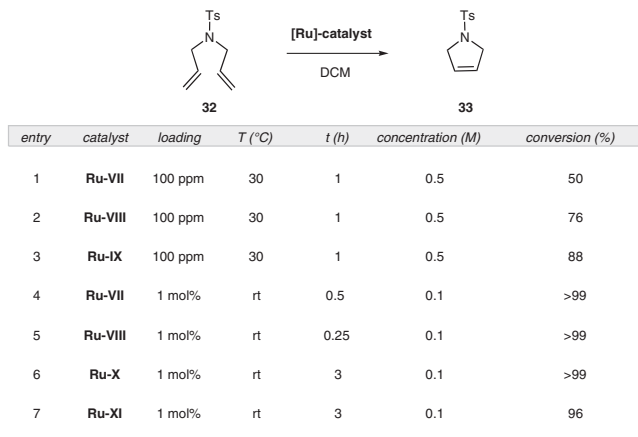 Ts
N
[Ru]-catalyst
DCM
Ts
N
32
33
entry catalyst loading T (°C) t (h) concentration (M) conversion (%)
1 Ru-VII 100 ppm 30 1 0.5 50
2 Ru-VIII 100 ppm 30 1 0.5 76
3 Ru-IX 100 ppm 30 1 0.5 88
4 Ru-VII 1 mol% rt 0.5 0.1 >99
5 Ru-VIII 1 mol% rt 0.25 0.1 >99
6 Ru-X 1 mol% rt 3 0.1 >99
7 Ru-XI 1 mol% rt 3 0.1 96